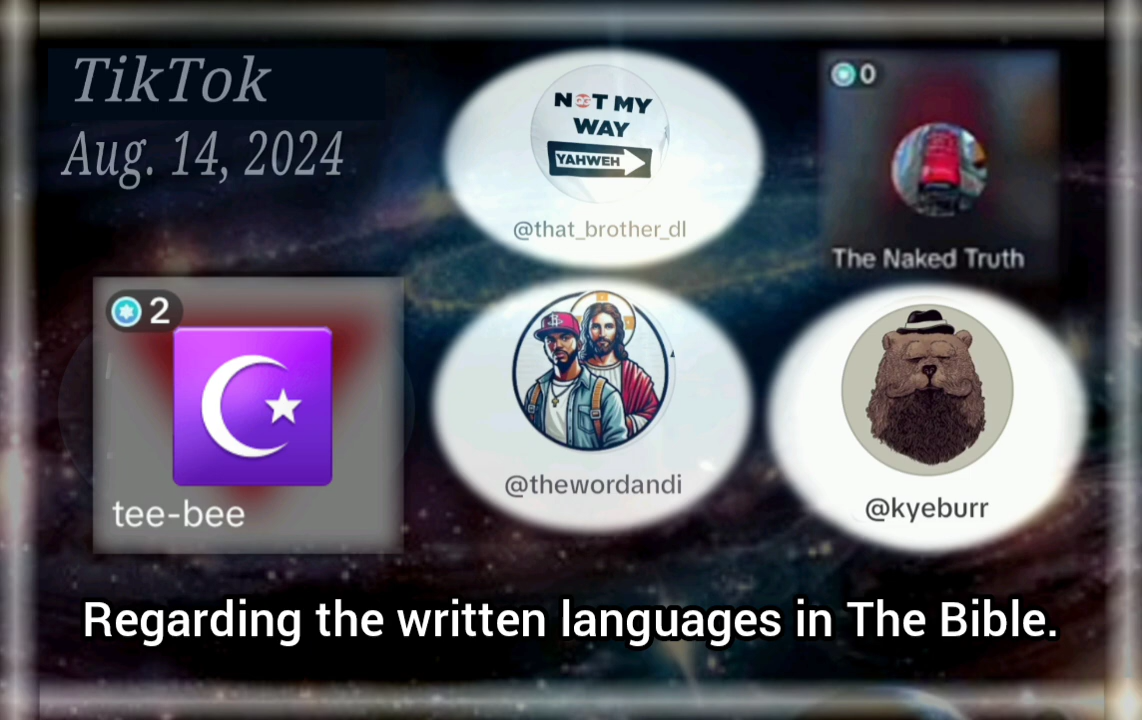 TikTok
Aug. 14, 2024
NOT MY
WAY
YAHWEH
@that_brother_dl
0
The Naked Truth
2
tee-bee
@thewordandi
@kyeburr
Regarding the written languages in The Bible.